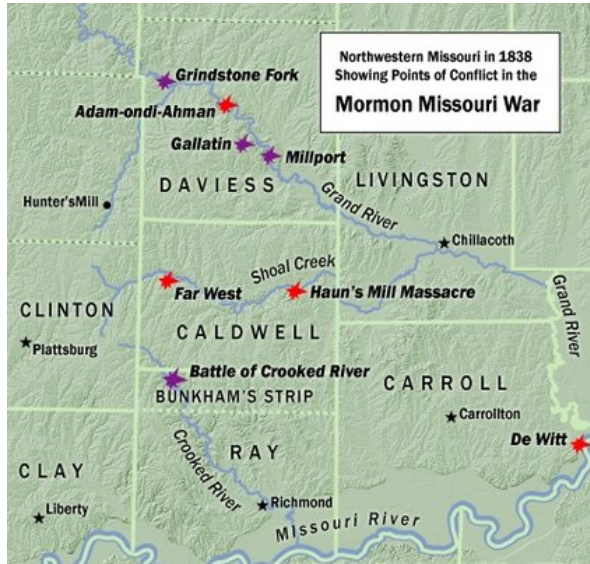 Northwestern Missouri in 1838
Showing Points of Conflict in the
Mormon Missouri War
Grindstone Fork
Adam-ondi-Ahman
Gallatin
Millport
DAVIESS
LIVINGSTON
Hunter'sMill
Grand River
Chillacoth
Shoal Creek
Far West
Haun's Mill Massacre
Grand River
CLINTON
CALDWELL
Plattsburg
Battle of Crooked River
BUNKHAM'S STRIP
CARROLL
Carrollton
De Witt
Crooked River
RAY
CLAY
Liberty
Richmond
Missouri River